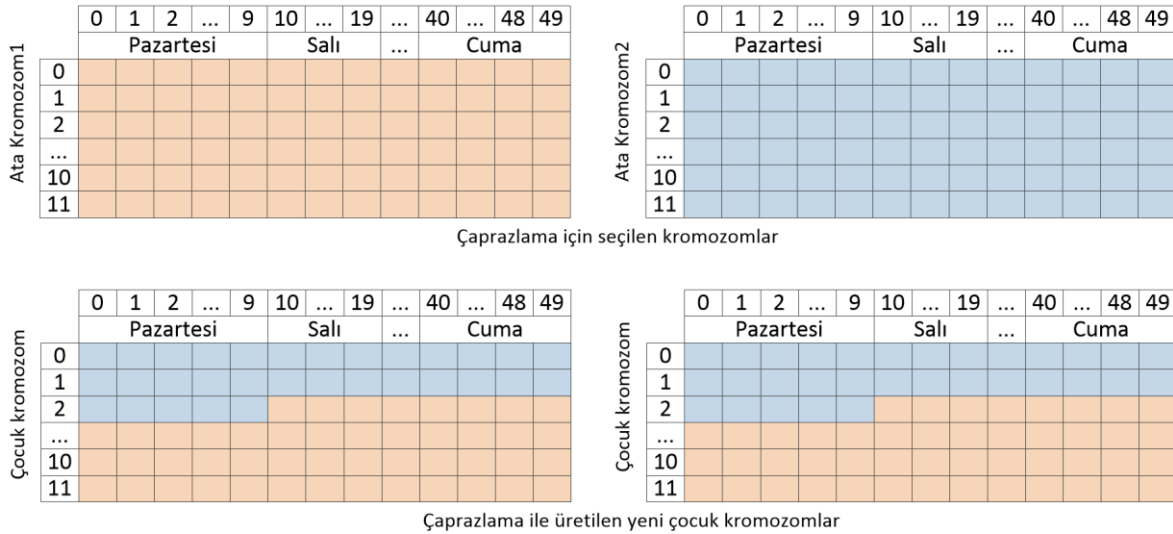 0 1 2 ... 9 10 ... 19 ... 40 ... 48 49
Pazartesi Salı ... Cuma
Ata Kromozom1
0
1
2
...
10
11
0 1 2 ... 9 10 ... 19 ... 40 ... 48 49
Pazartesi Salı ... Cuma
Ata Kromozom2
0
1
2
...
10
11
Çaprazlama için seçilen kromozomlar
0 1 2 ... 9 10 ... 19 ... 40 ... 48 49
Pazartesi Salı ... Cuma
Çocuk kromozom
0
1
2
...
10
11
0 1 2 ... 9 10 ... 19 ... 40 ... 48 49
Pazartesi Salı ... Cuma
Çocuk kromozom
0
1
2
...
10
11
Çaprazlama ile üretilen yeni çocuk kromozomlar